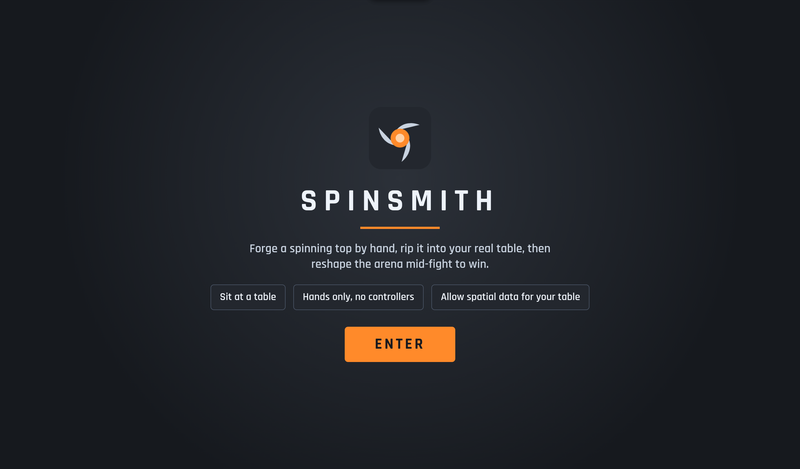 SPINSMITH
Forge a spinning top by hand, rip it into your real table, then
reshape the arena mid-fight to win.
Sit at a table
Hands only, no controllers
Allow spatial data for your table
ENTER